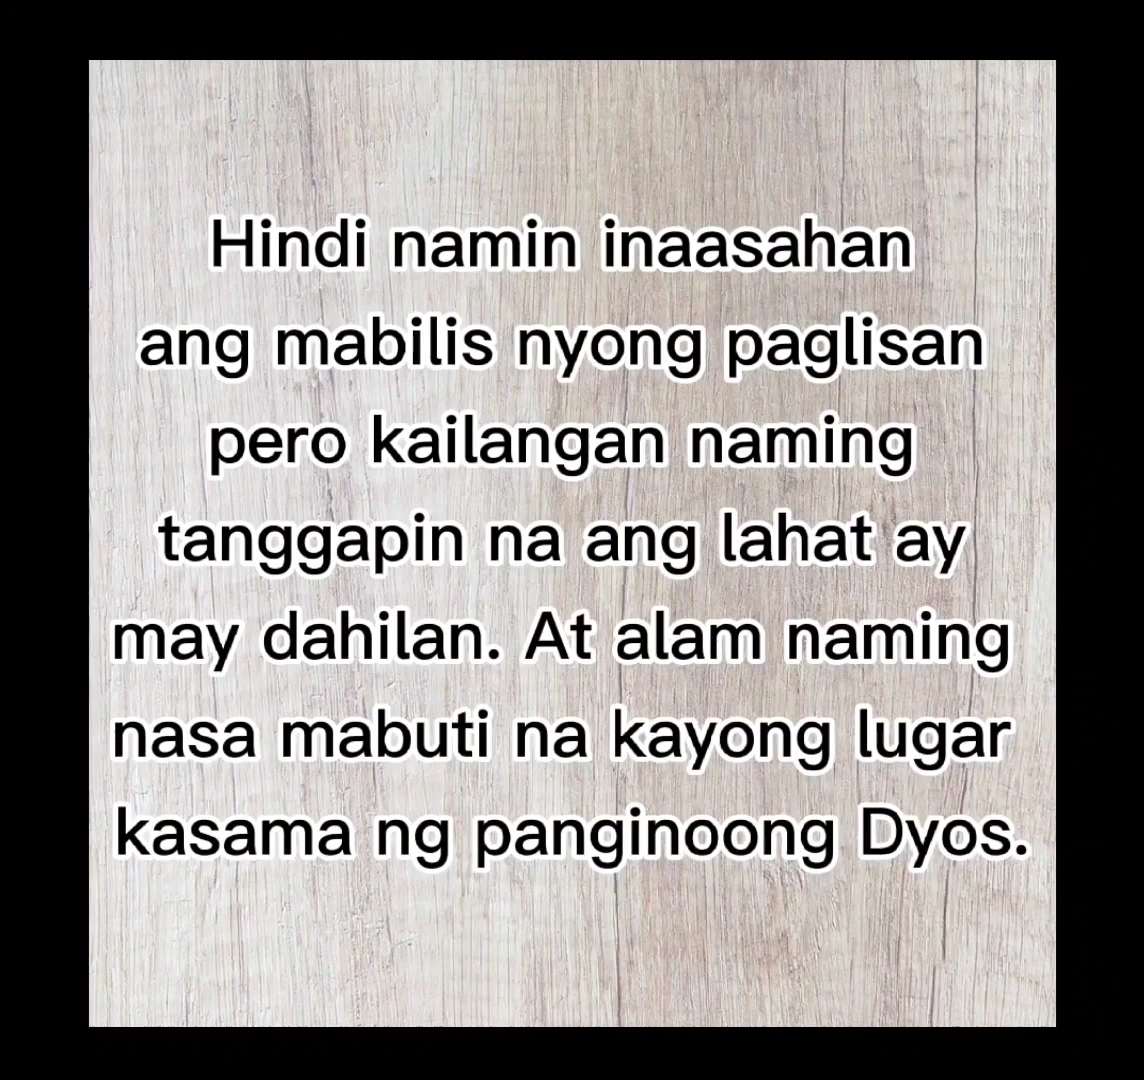 Hindi namin inaasahan
ang mabilis nyong paglisan
pero kailangan naming
tanggapin na ang lahat ay
may dahilan. At alam naming
nasa mabuti na kayong lugar
kasama ng panginoong Dyos.